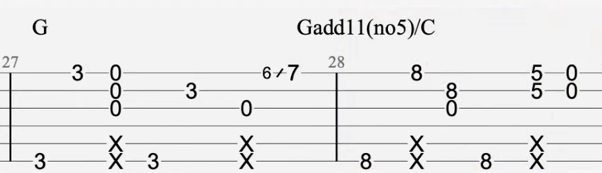 G Gadd11(no5)/C
27 28
3 0 6 7 8 5 0
0 3 8 5 0
0 0 0
X X X X
3 X 3 X 8 X 8 X